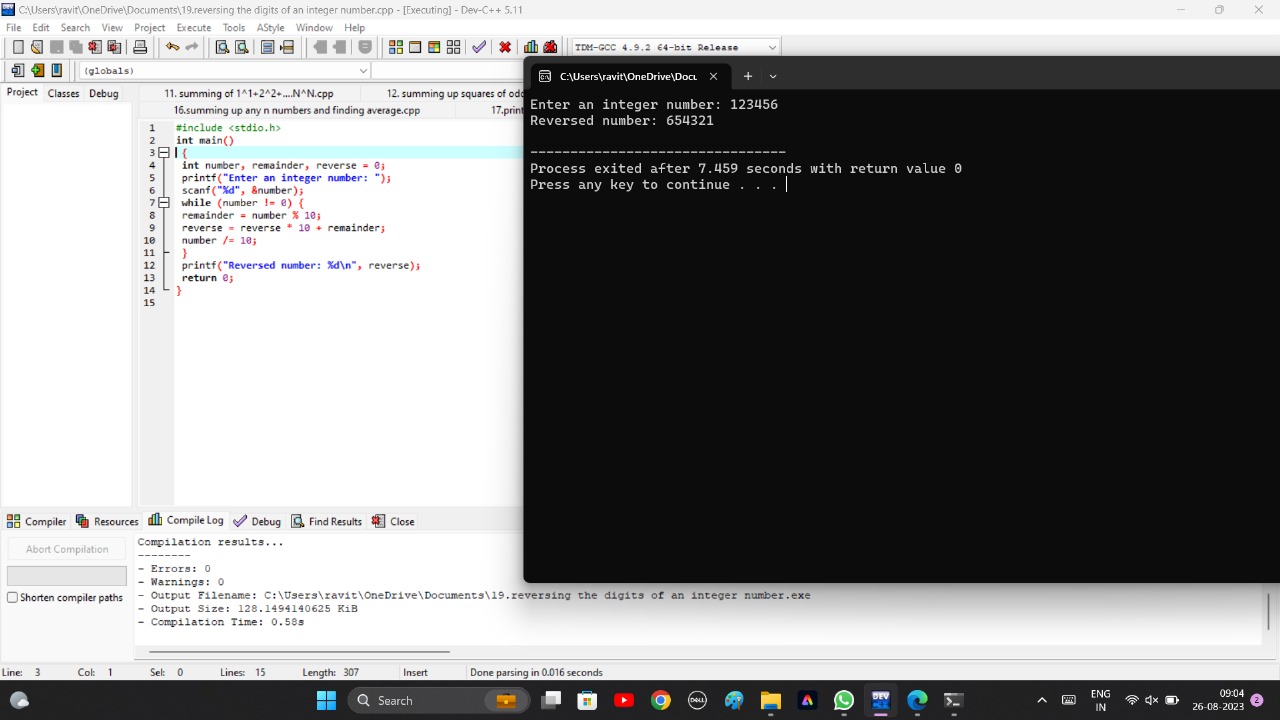 C:\Users\ravit\OneDrive\Documents\19.reversing the digits of an integer number.cpp - [Executing] - Dev-C++ 5.11
File Edit Search View Project Execute Tools AStyle Window Help
TDM-GCC 4.9.2 64-bit Release
(globals)
Project Classes Debug
11. summing of 1^1+2^2+....N^N.cpp 12. summing up squares of odd
16.summing up any n numbers and finding average.cpp 17.print
1 #include <stdio.h>
2 int main()
3 {
4 int number, remainder, reverse = 0;
5 printf("Enter an integer number: ");
6 scanf("%d", &number);
7 while (number != 0) {
8 remainder = number % 10;
9 reverse = reverse * 10 + remainder;
10 number /= 10;
11 }
12 printf("Reversed number: %d\n", reverse);
13 return 0;
14 }
15
C:\Users\ravit\OneDrive\Docu
Enter an integer number: 123456
Reversed number: 654321
--------------------------------
Process exited after 7.459 seconds with return value 0
Press any key to continue . . .
Compiler Resources Compile Log Debug Find Results Close
Abort Compilation
Shorten compiler paths
Compilation results...
--------
- Errors: 0
- Warnings: 0
- Output Filename: C:\Users\ravit\OneDrive\Documents\19.reversing the digits of an integer number.exe
- Output Size: 128.1494140625 KiB
- Compilation Time: 0.58s
Line: 3 Col: 1 Sel: 0 Lines: 15 Length: 307 Insert Done parsing in 0.016 seconds
Search
DELL
DEV
ENG
IN
09:04
26-08-2023
2